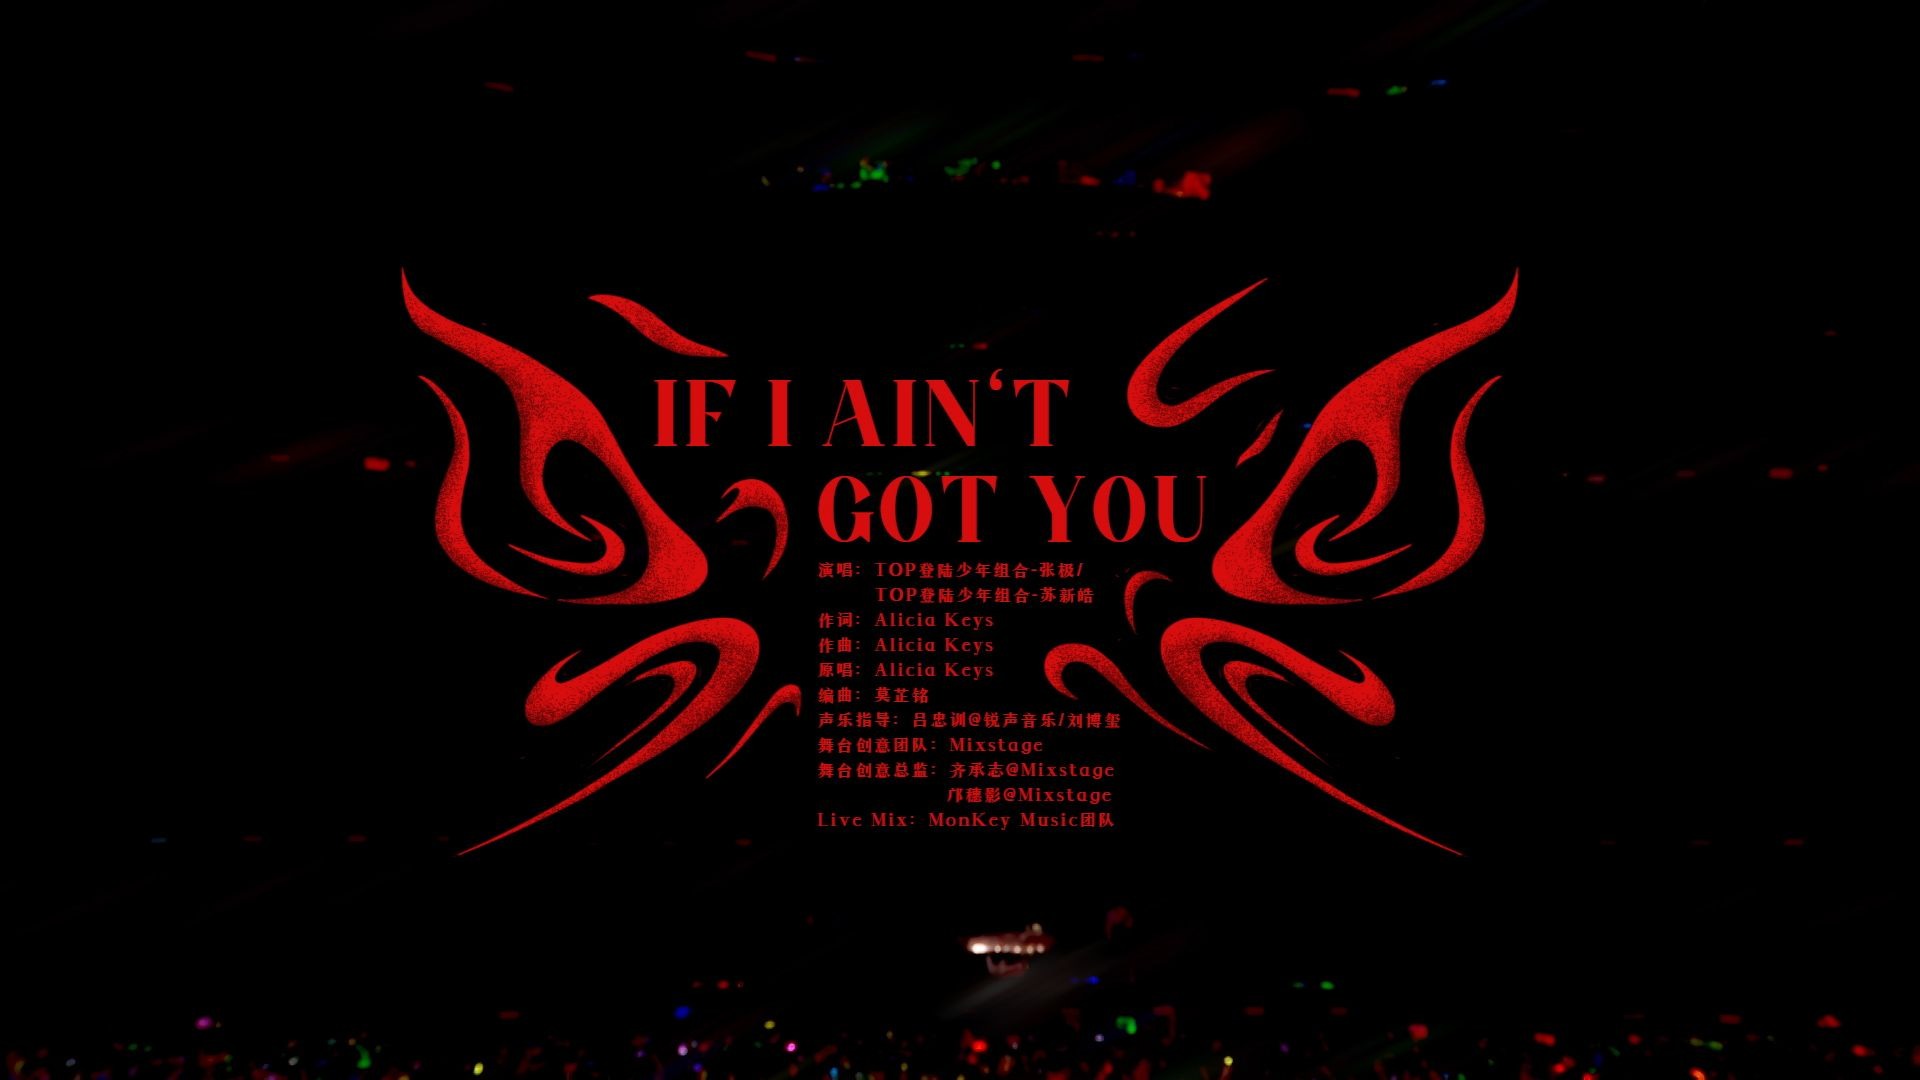 IF I AIN‘T
GOT YOU
演唱：TOP登陆少年组合-张极/
TOP登陆少年组合-苏新皓
作词：Alicia Keys
作曲：Alicia Keys
原唱：Alicia Keys
编曲：莫芷铭
声乐指导：吕忠训@锐声音乐/刘博玺
舞台创意团队：Mixstage
舞台创意总监：齐承志@Mixstage
邝穗影@Mixstage
Live Mix：MonKey Music团队